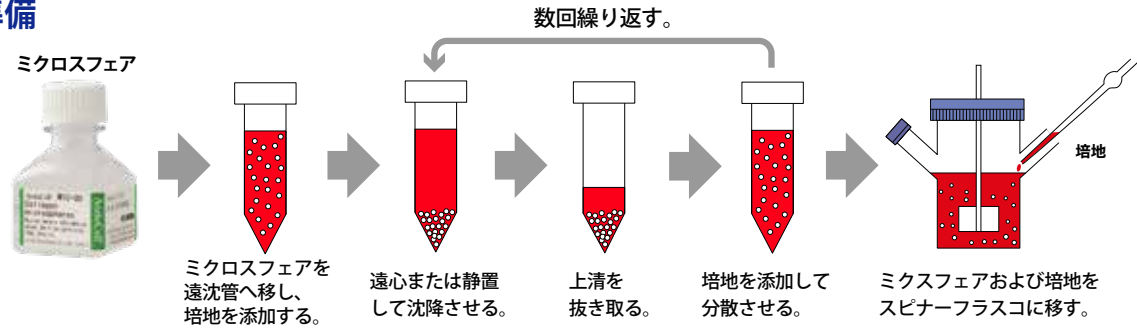 準備
数回繰り返す。
ミクロスフェア
培地
ミクロスフェアを
遠沈管へ移し、
培地を添加する。
遠心または静置
して沈降させる。
上清を
抜き取る。
培地を添加して
分散させる。
ミクスフェアおよび培地を
スピナーフラスコに移す。